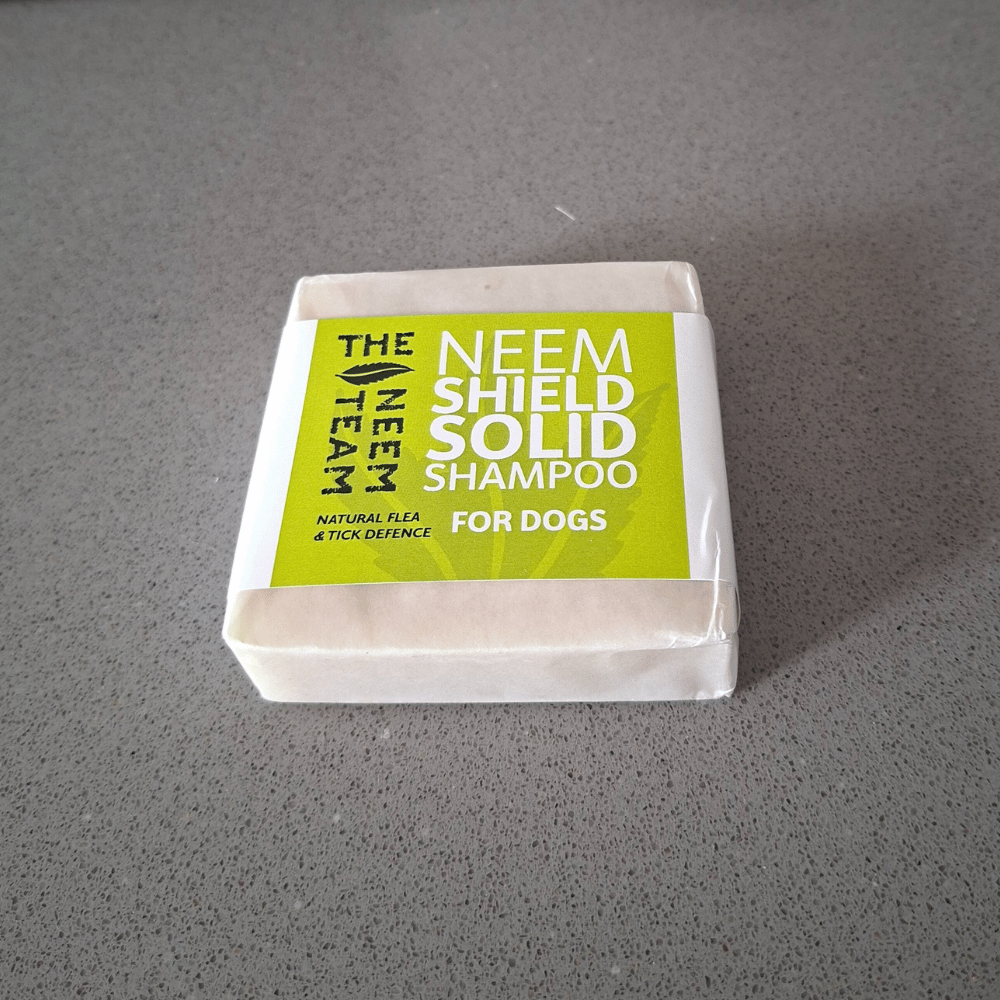 THE
NEEM
TEAM
NEEM
SHIELD
SOLID
SHAMPOO
NATURAL FLEA
& TICK DEFENCE
FOR DOGS